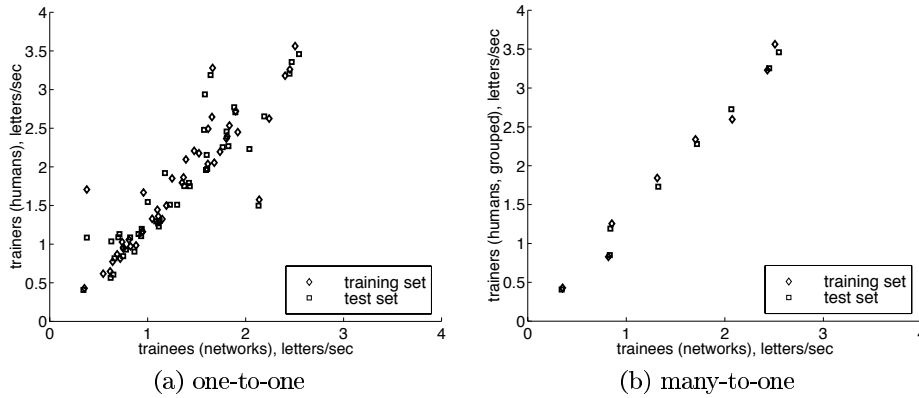 4
3.5
3
2.5
2
1.5
1
0.5
0
0 1 2 3 4
trainers (humans), letters/sec
trainees (networks), letters/sec
training set
test set
(a) one-to-one
4
3.5
3
2.5
2
1.5
1
0.5
0
0 1 2 3 4
trainers (humans, grouped), letters/sec
trainees (networks), letters/sec
training set
test set
(b) many-to-one